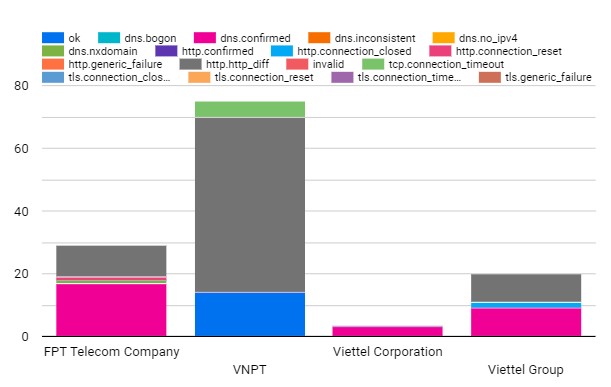 ok dns.bogon dns.confirmed dns.inconsistent dns.no_ipv4
dns.nxdomain http.confirmed http.connection_closed http.connection_reset
http.generic_failure http.http_diff invalid tcp.connection_timeout
tls.connection_clos... tls.connection_reset tls.connection_time... tls.generic_failure
80
60
40
20
0
FPT Telecom Company Viettel Corporation
VNPT Viettel Group